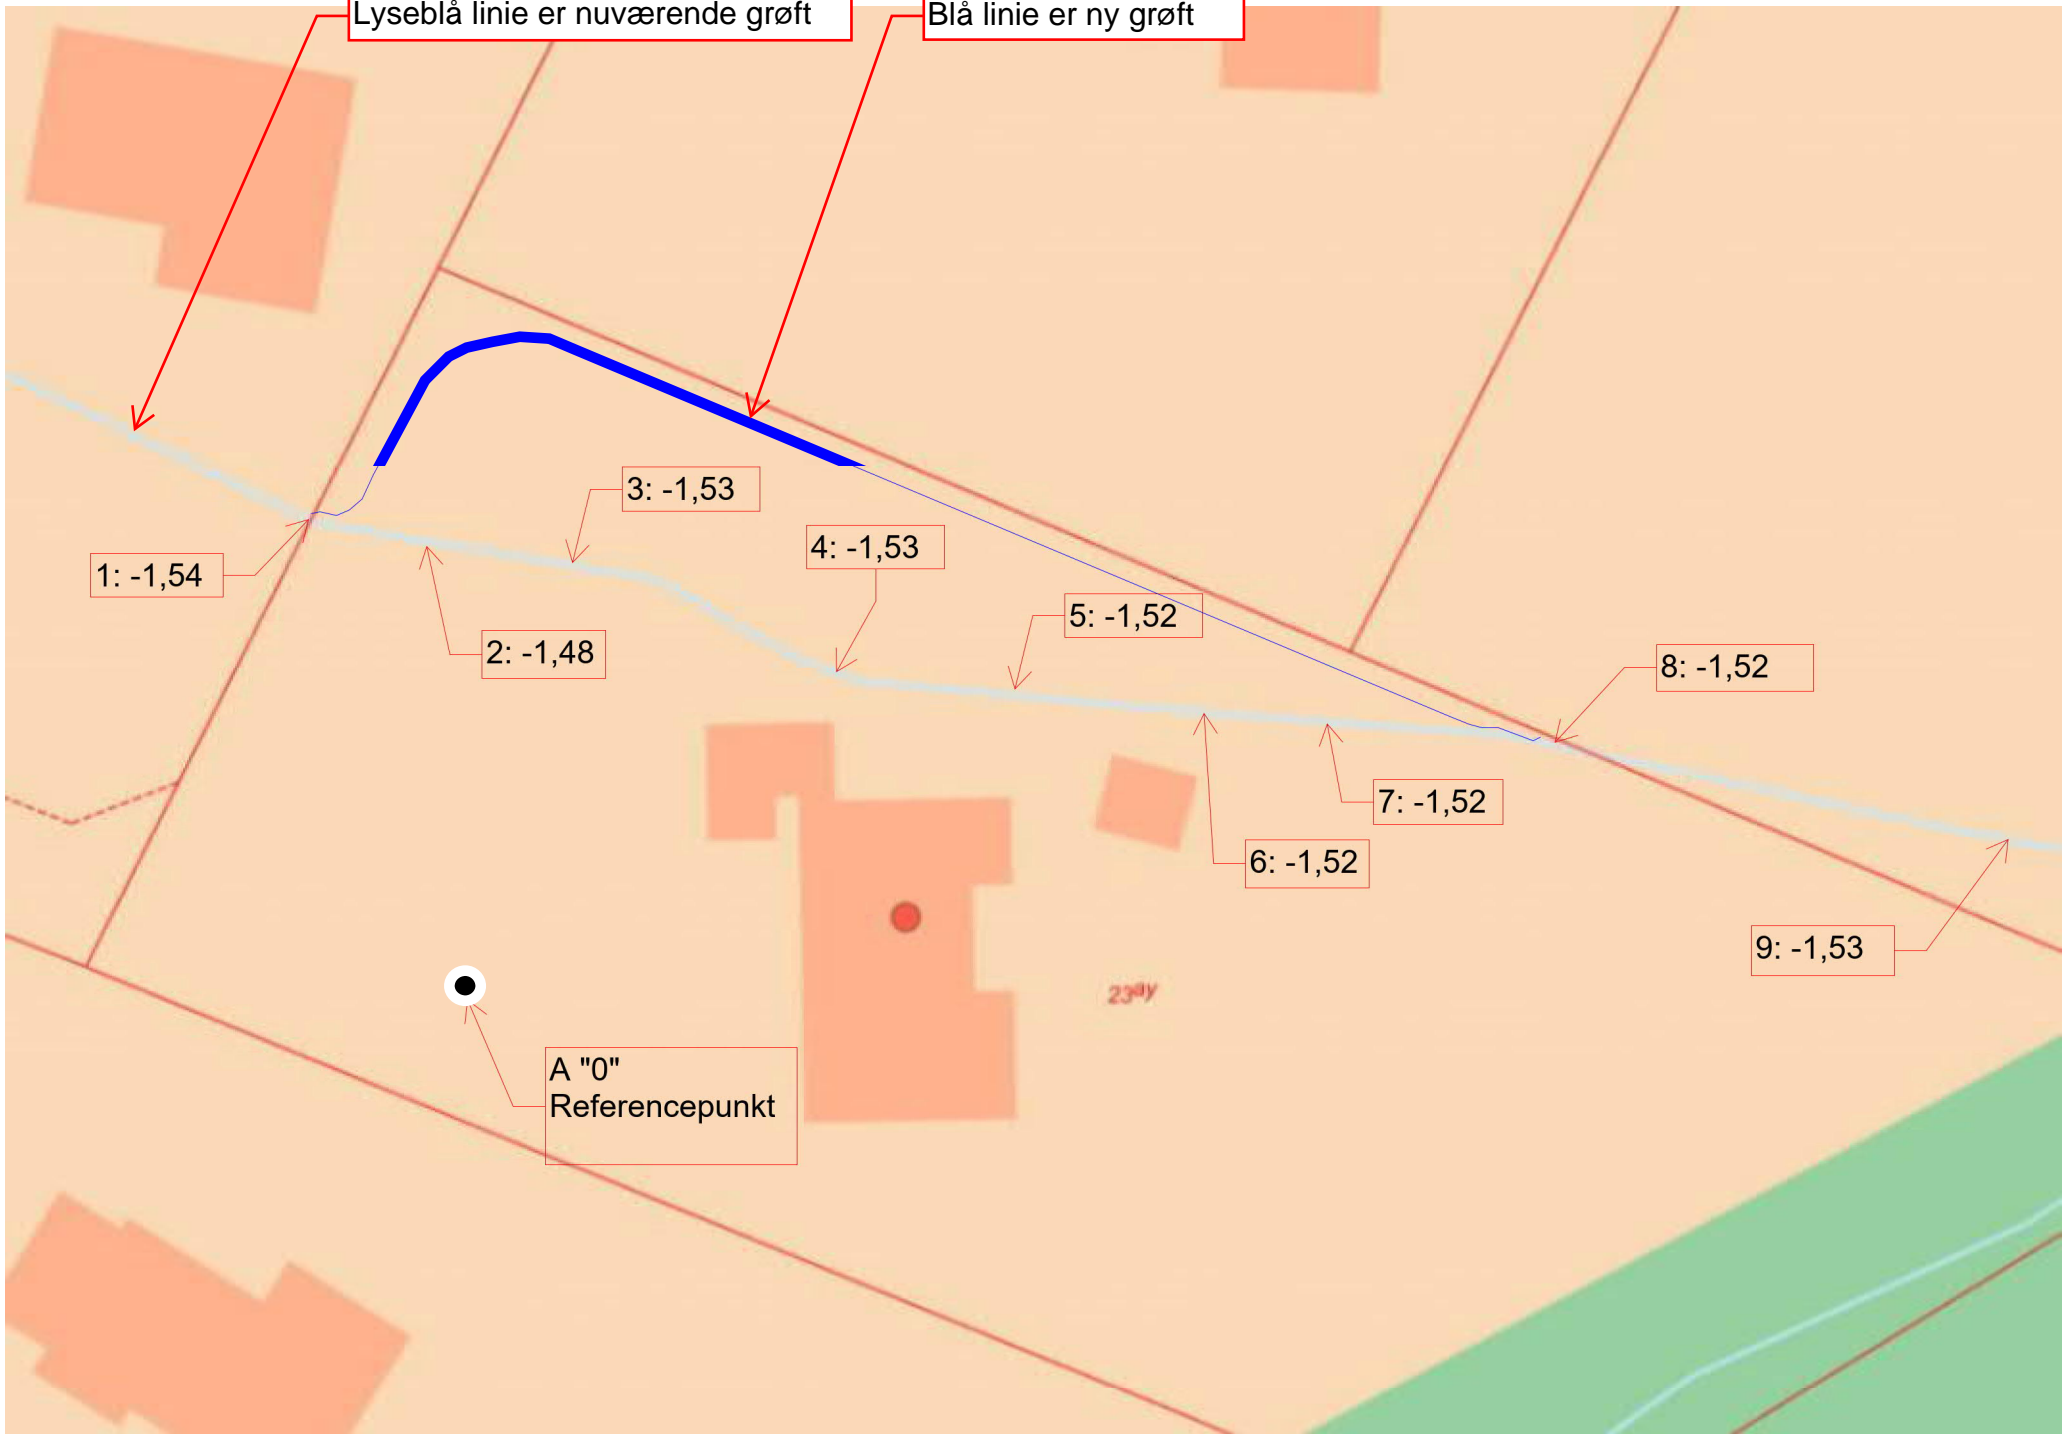 Lyseblå linie er nuværende grøft
Blå linie er ny grøft
3: -1,53
4: -1,53
1: -1,54
5: -1,52
2: -1,48
8: -1,52
7: -1,52
6: -1,52
9: -1,53
23ay
A "0"
Referencepunkt